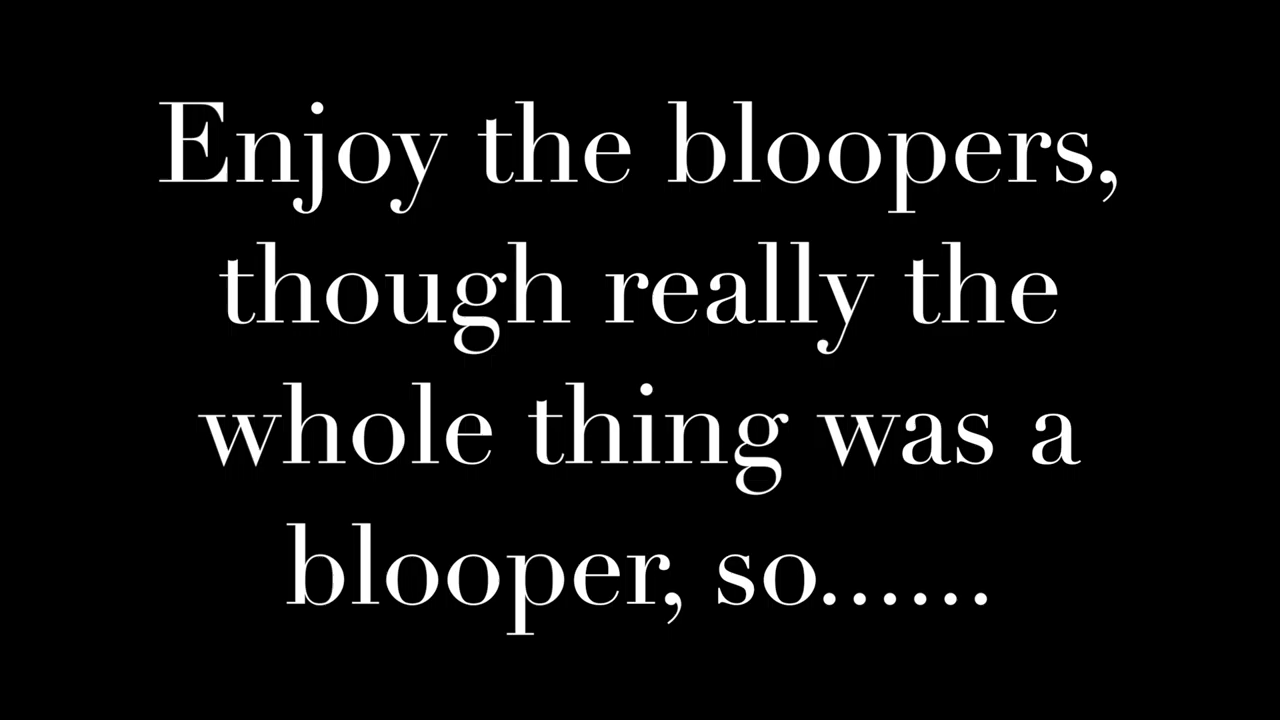 Enjoy the bloopers,
though really the
whole thing was a
blooper, so......